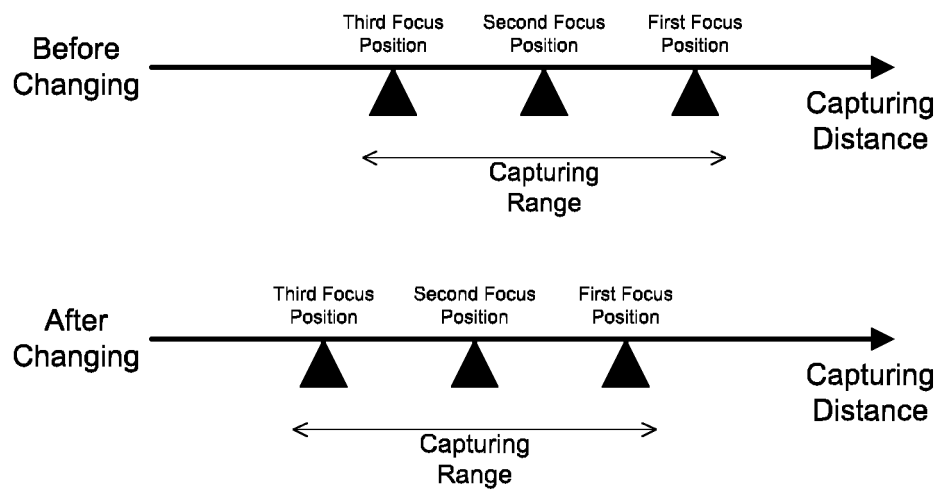 Before
Changing
Third Focus
Position
Second Focus
Position
First Focus
Position
Capturing
Distance
Capturing
Range
After
Changing
Third Focus
Position
Second Focus
Position
First Focus
Position
Capturing
Distance
Capturing
Range